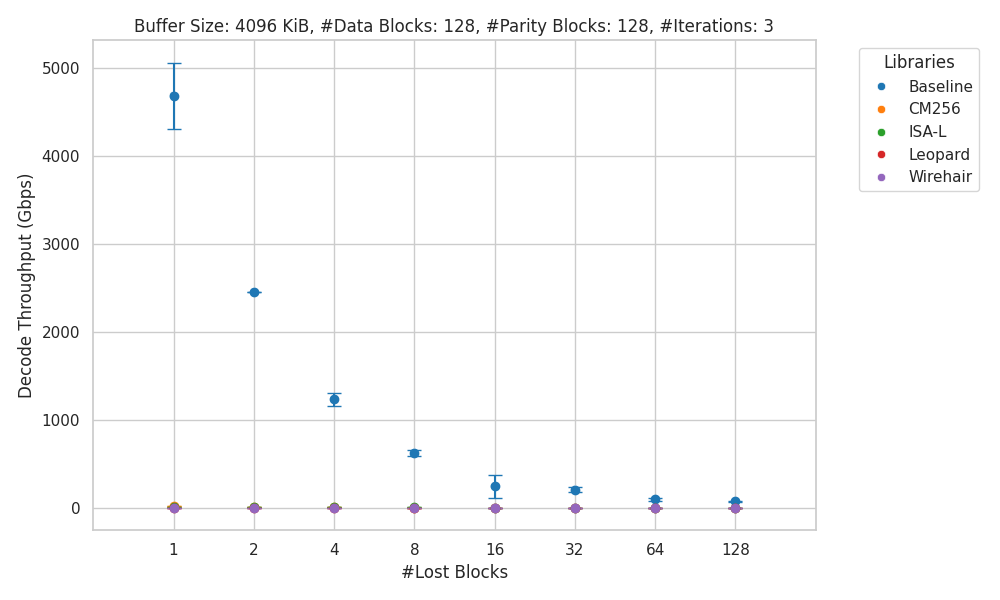 Buffer Size: 4096 KiB, #Data Blocks: 128, #Parity Blocks: 128, #Iterations: 3
Libraries
Baseline
CM256
ISA-L
Leopard
Wirehair
Decode Throughput (Gbps)
5000
4000
3000
2000
1000
0
1 2 4 8 16 32 64 128
#Lost Blocks